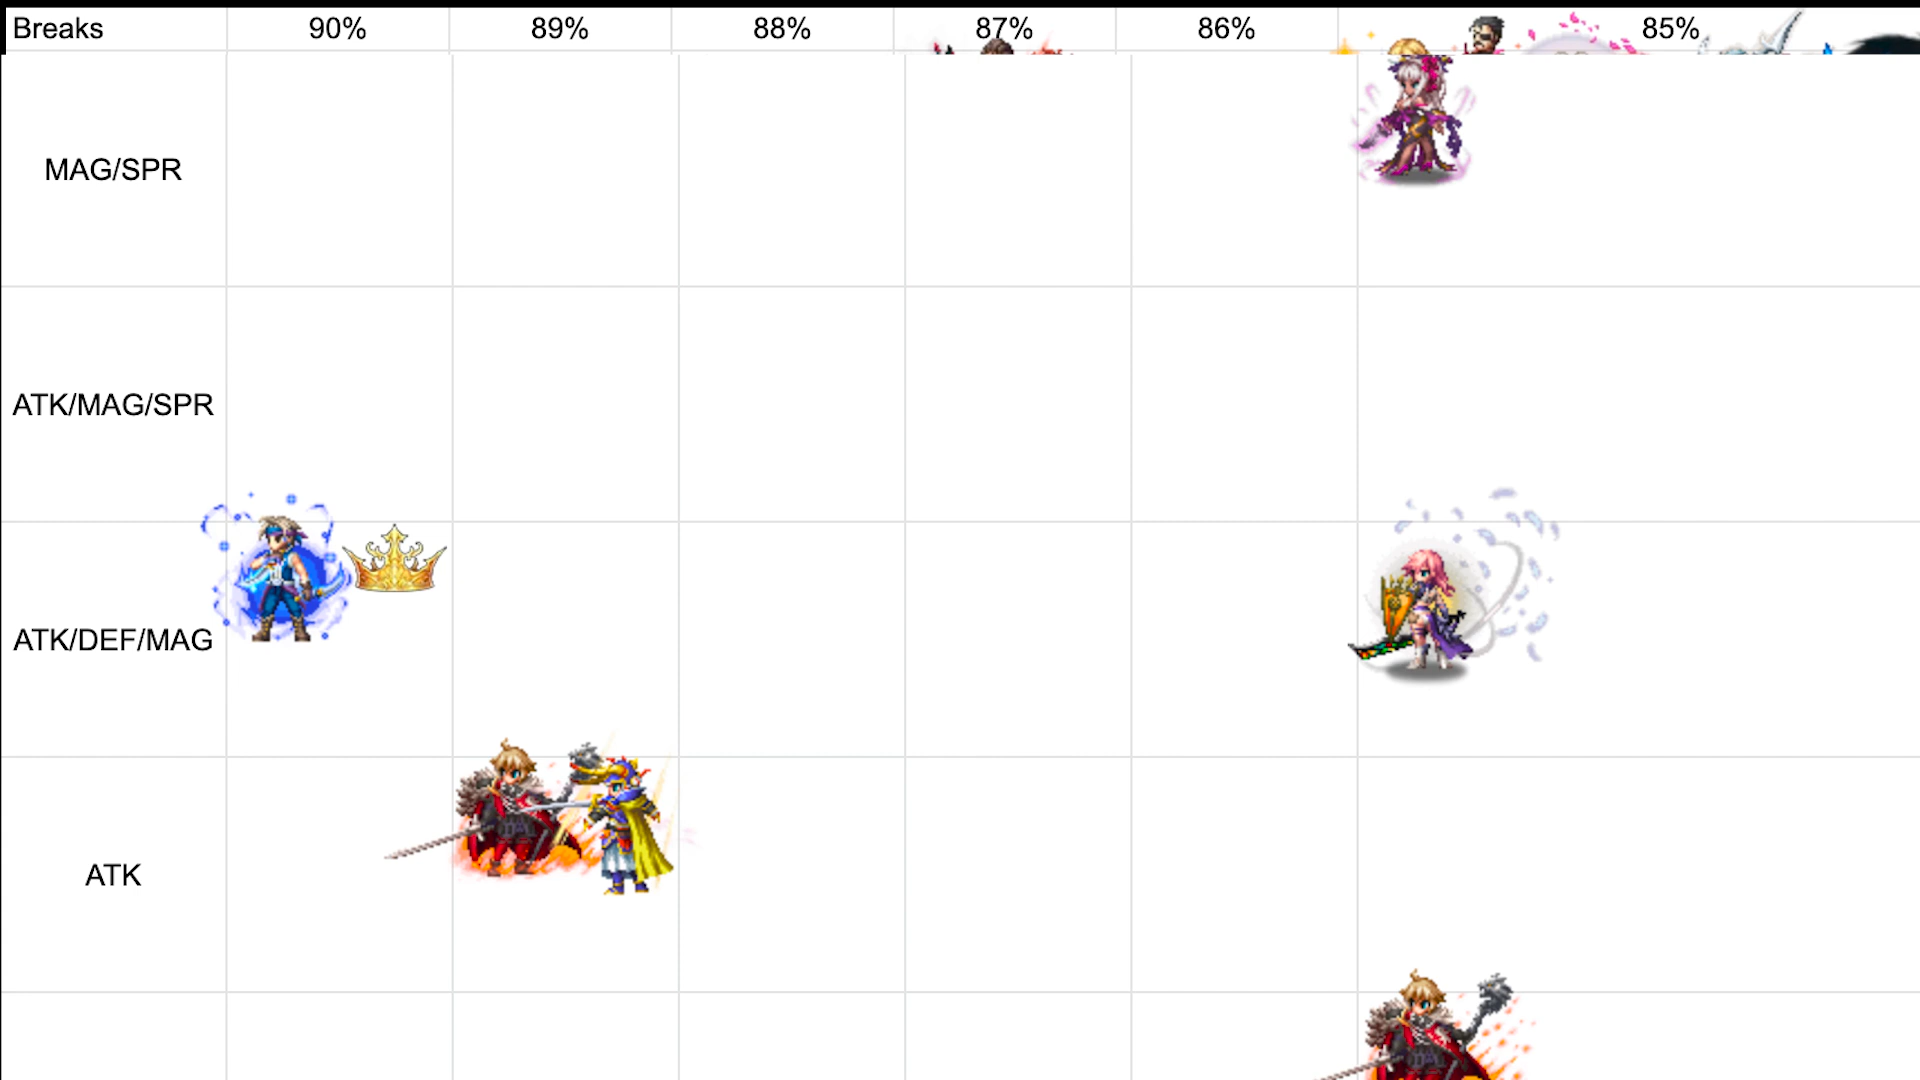 Breaks 90% 89% 88% 87% 86% 85%
MAG/SPR
ATK/MAG/SPR
ATK/DEF/MAG
ATK